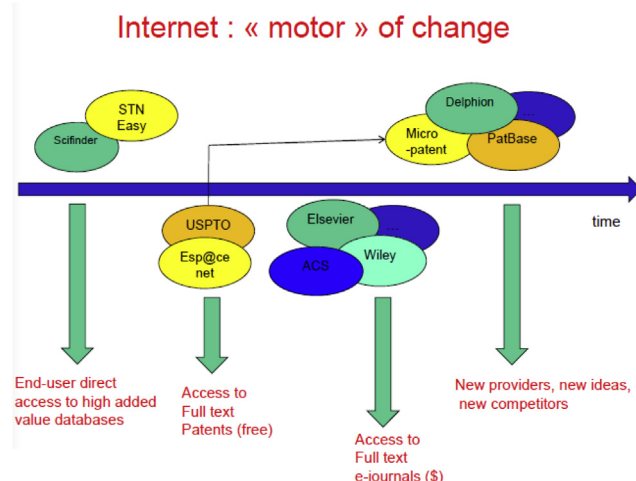 Internet : « motor » of change
STN
Easy
Scifinder
Delphion
...
Micro
-patent
PatBase
time
USPTO
Esp@ce
net
Elsevier
...
ACS
Wiley
End-user direct
access to high added
value databases
Access to
Full text
Patents (free)
Access to
Full text
e-journals ($)
New providers, new ideas,
new competitors